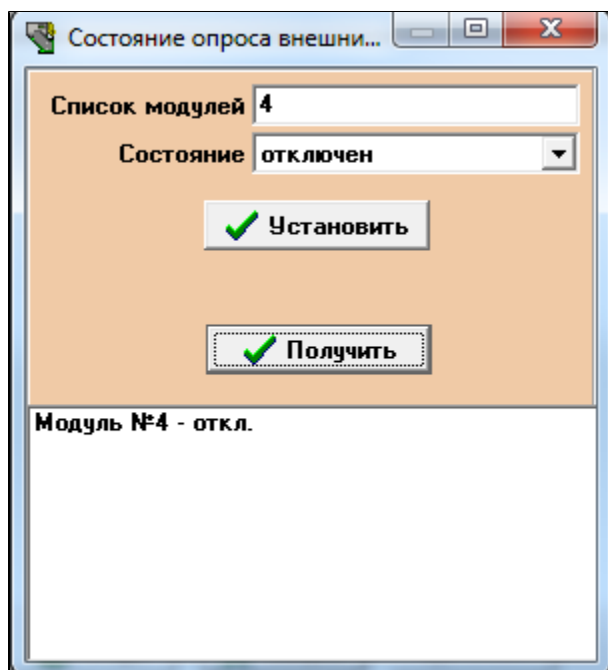 Состояние опроса внешни...
Список модулей 4
Состояние отключен
Установить
Получить
Модуль №4 - откл.